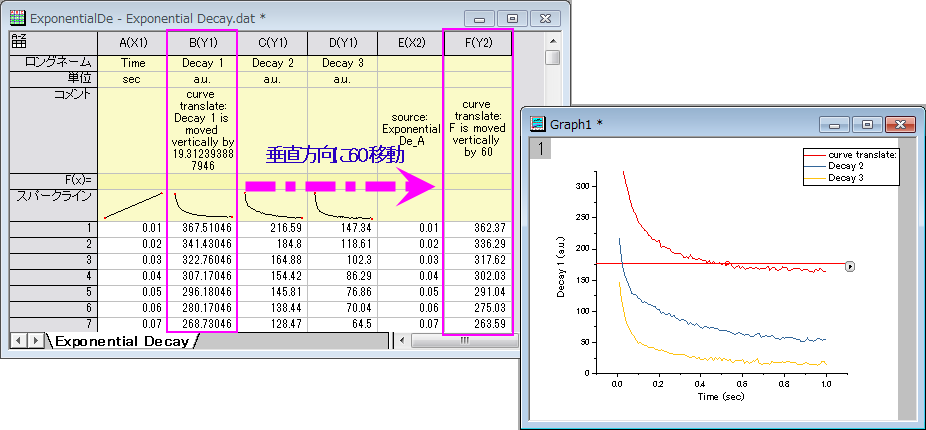 ExponentialDe - Exponential Decay.dat *
A(X1) B(Y1) C(Y1) D(Y1) E(X2) F(Y2)
ロングネーム Time Decay 1 Decay 2 Decay 3
単位 sec a.u. a.u. a.u.
コメント
curve
translate:
Decay 1 is
moved
vertically by
19.31239388
7946
source:
Exponential
De_A
curve
translate:
F is moved
vertically
by 60
垂直方向に60移動
F(x)=
スパークライン
1 0.01 367.51046 216.59 147.34 0.01 362.37
2 0.02 341.43046 184.8 118.61 0.02 336.29
3 0.03 322.76046 164.88 102.3 0.03 317.62
4 0.04 307.17046 154.42 86.29 0.04 302.03
5 0.05 296.18046 145.81 76.86 0.05 291.04
6 0.06 280.17046 138.44 70.04 0.06 275.03
7 0.07 268.73046 128.47 64.5 0.07 263.59
Exponential Decay
Graph1 *
1
curve translate:
Decay 2
Decay 3
Decay 1 (a.u.)
300
250
200
150
100
50
0
0.0 0.2 0.4 0.6 0.8 1.0
Time (sec)